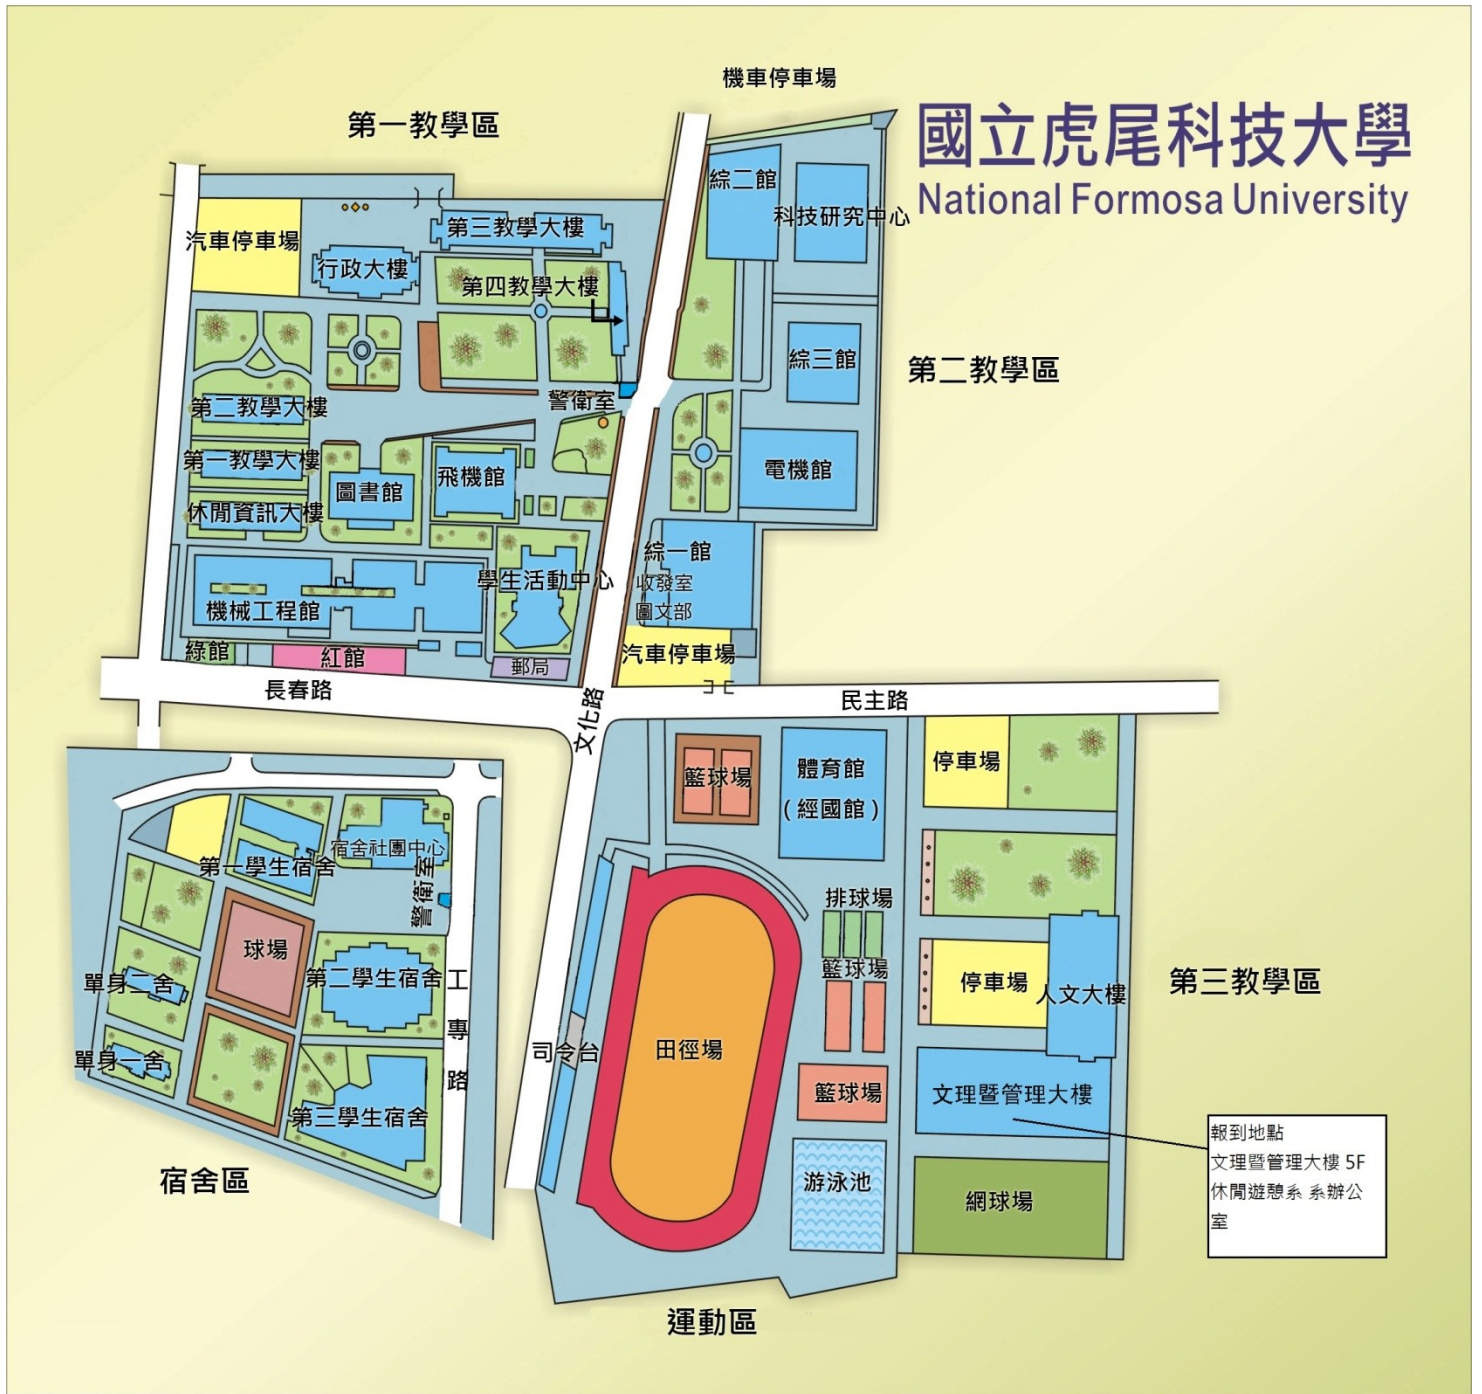 機車停車場
國立虎尾科技大學
National Formosa University
第一教學區
綜二館
科技研究中心
第三教學大樓
汽車停車場
行政大樓
第四教學大樓
綜三館
第二教學區
警衛室
第二教學大樓
第一教學大樓
飛機館
電機館
圖書館
休閒資訊大樓
綜一館
學生活動中心
收發室
圖文部
機械工程館
綠館
紅館
郵局
汽車停車場
長春路
文化路
民主路
籃球場
體育館
(經國館)
停車場
宿舍社團中心
第一學生宿舍
警衛室
排球場
球場
籃球場
第二學生宿舍
工專路
單身二舍
停車場
人文大樓
第三教學區
司令台
田徑場
單身一舍
籃球場
文理暨管理大樓
第三學生宿舍
報到地點
文理暨管理大樓 5F
休閒遊憩系 系辦公
室
宿舍區
游泳池
網球場
運動區